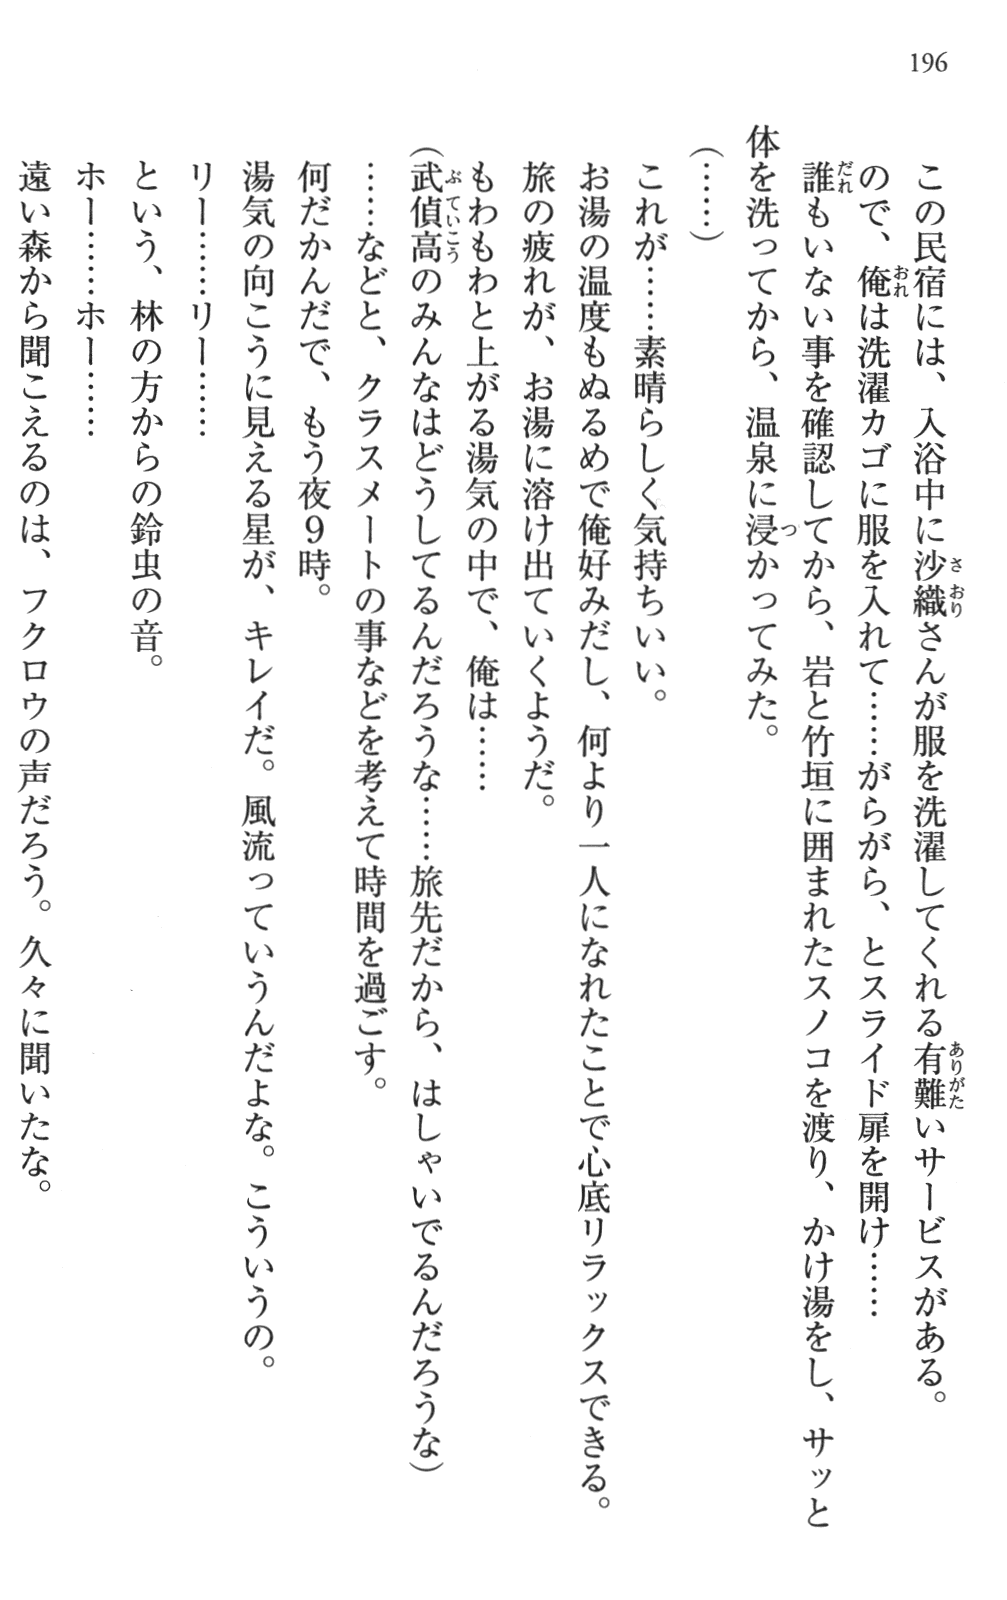 196
この民宿には、入浴中に沙織さんが服を洗濯してくれる有難いサービスがある。
ので、俺は洗濯カゴに服を入れて……がらがら、とスライド扉を開け……
誰もいない事を確認してから、岩と竹垣に囲まれたスノコを渡り、かけ湯をし、サッと
体を洗ってから、温泉に浸かってみた。
（……）
これが……素晴らしく気持ちいい。
お湯の温度もぬるめで俺好みだし、何より一人になれたことで心底リラックスできる。
旅の疲れが、お湯に溶け出ていくようだ。
もわもわと上がる湯気の中で、俺は……
（武偵高のみんなはどうしてるんだろうな……旅先だから、はしゃいでるんだろうな）
……などと、クラスメートの事などを考えて時間を過ごす。
何だかんだで、もう夜9時。
湯気の向こうに見える星が、キレイだ。風流っていうんだよな。こういうの。
リー……リー……
という、林の方からの鈴虫の音。
ホー……ホー……
遠い森から聞こえるのは、フクロウの声だろう。久々に聞いたな。